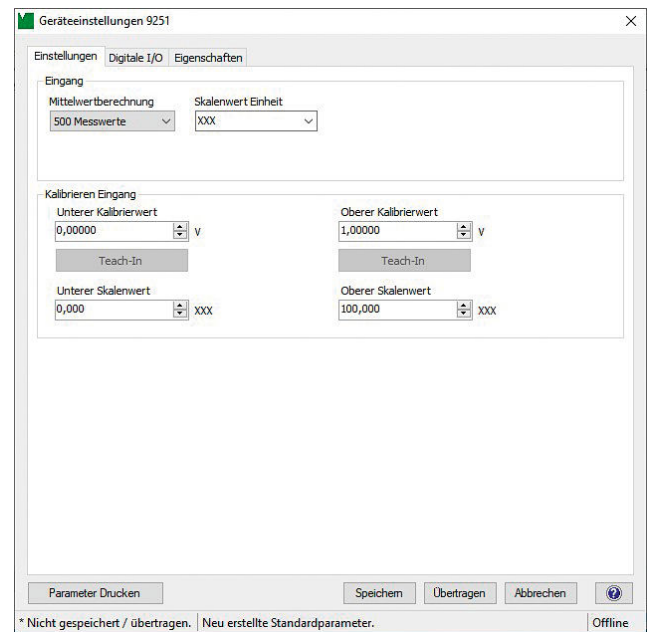 Geräteeinstellungen 9251
Einstellungen Digitale I/O Eigenschaften
Eingang
Mittelwertberechnung Skalenwert Einheit
500 Messwerte XXX
Kalibrieren Eingang
Unterer Kalibrierwert Oberer Kalibrierwert
0,00000 V 1,00000 V
Teach-In Teach-In
Unterer Skalenwert Oberer Skalenwert
0,000 XXX 100,000 XXX
Parameter Drucken Speichern Übertragen Abbrechen ?
* Nicht gespeichert / übertragen. Neu erstellte Standardparameter. Offline